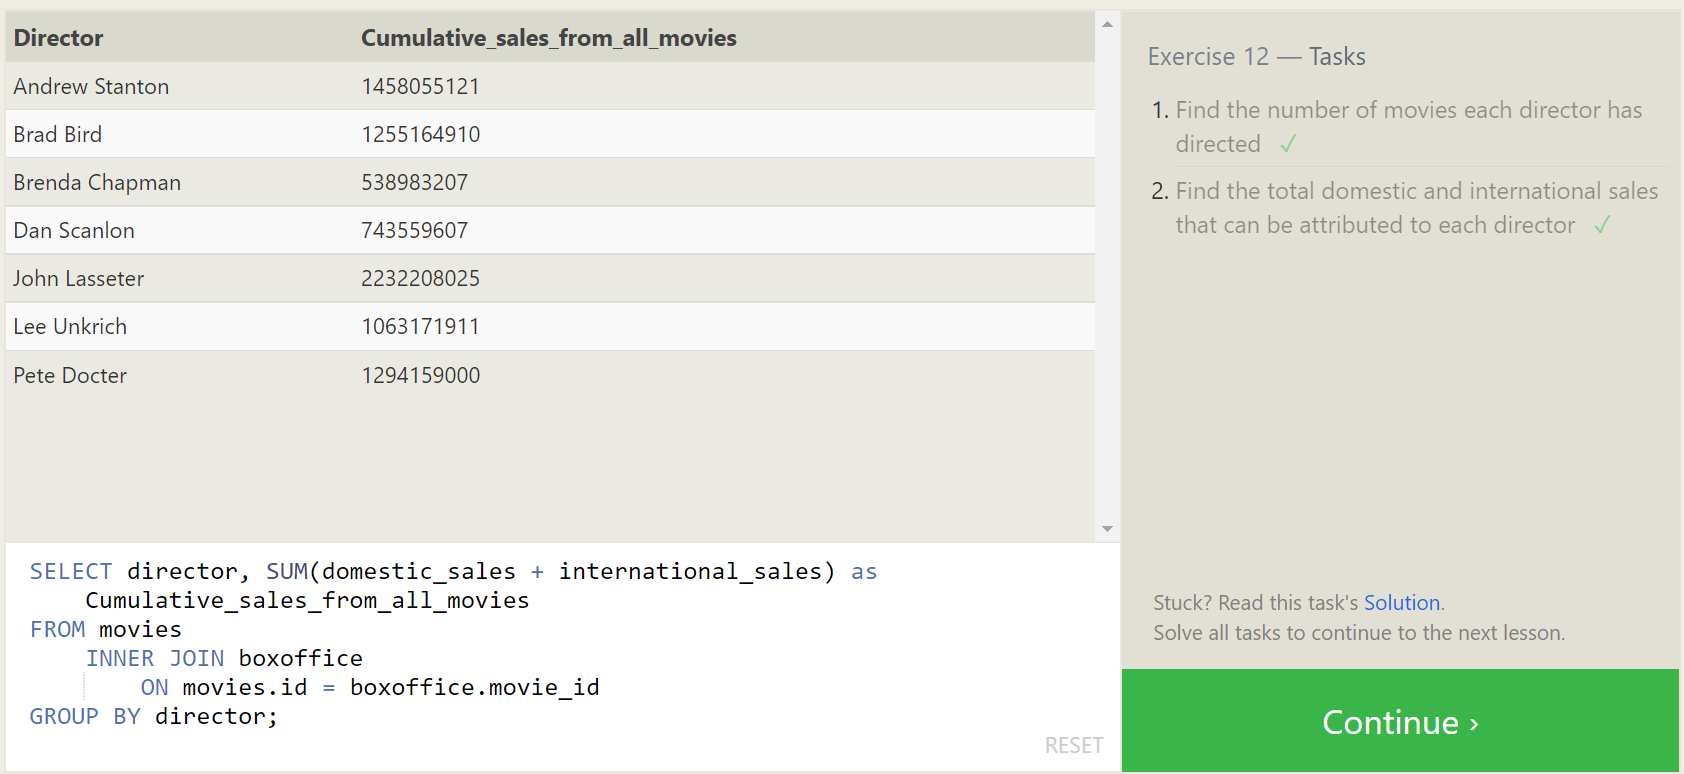 Director Cumulative_sales_from_all_movies
Andrew Stanton 1458055121
Brad Bird 1255164910
Brenda Chapman 538983207
Dan Scanlon 743559607
John Lasseter 2232208025
Lee Unkrich 1063171911
Pete Docter 1294159000
SELECT director, SUM(domestic_sales + international_sales) as
Cumulative_sales_from_all_movies
FROM movies
INNER JOIN boxoffice
ON movies.id = boxoffice.movie_id
GROUP BY director;
RESET
Exercise 12 — Tasks
1. Find the number of movies each director has
directed ✓
2. Find the total domestic and international sales
that can be attributed to each director ✓
Stuck? Read this task's Solution.
Solve all tasks to continue to the next lesson.
Continue ›